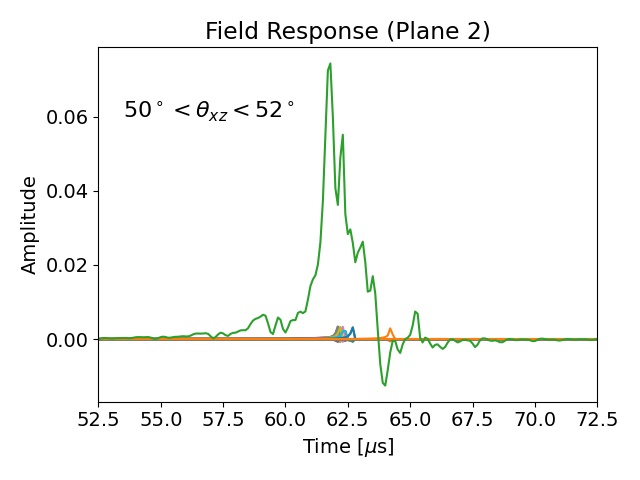 Field Response (Plane 2)
50° < θxz < 52°
Amplitude
0.06
0.04
0.02
0.00
52.5 55.0 57.5 60.0 62.5 65.0 67.5 70.0 72.5
Time [μs]